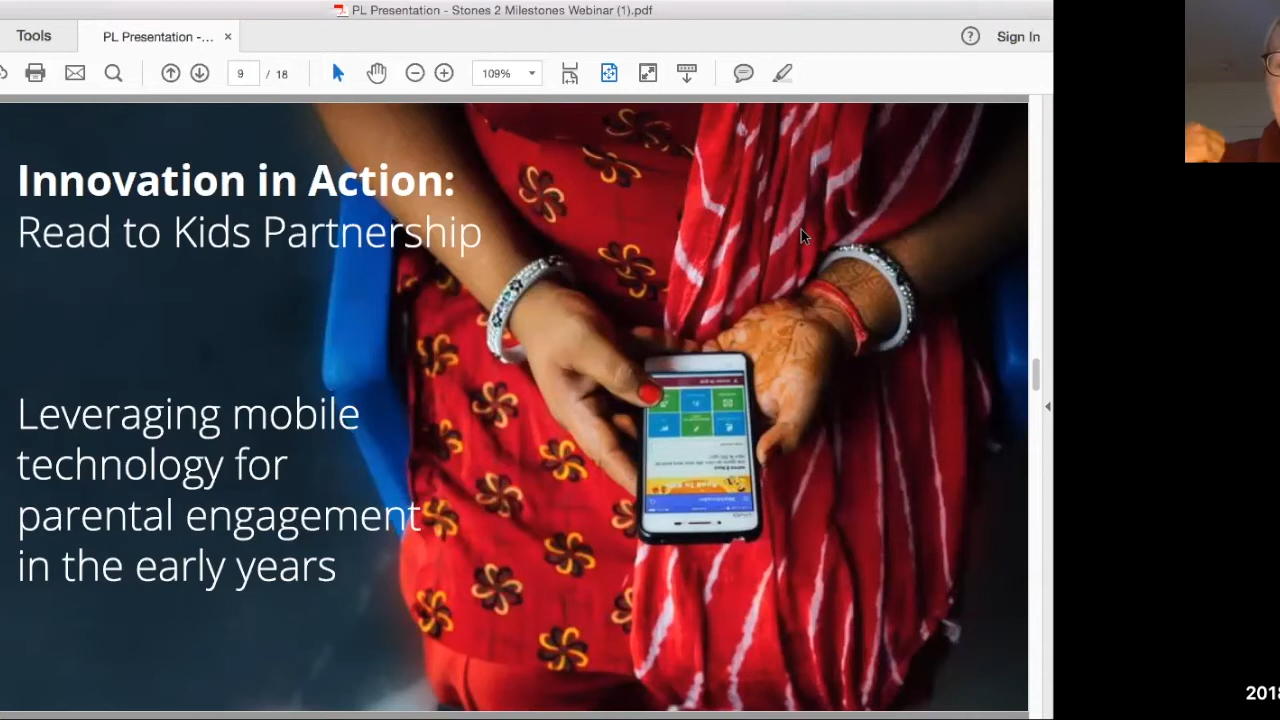 PL Presentation - Stones 2 Milestones Webinar (1).pdf
Tools
PL Presentation -... ×
? Sign In
9 / 18
109%
Innovation in Action:
Read to Kids Partnership
Leveraging mobile
technology for
parental engagement
in the early years